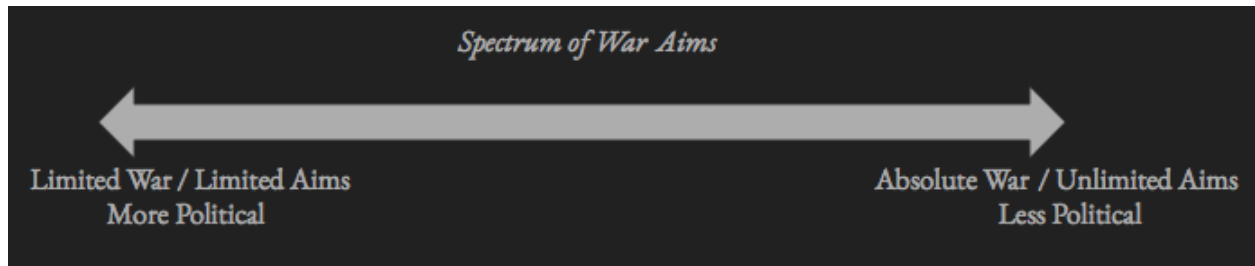 Spectrum of War Aims
Limited War / Limited Aims
More Political
Absolute War / Unlimited Aims
Less Political